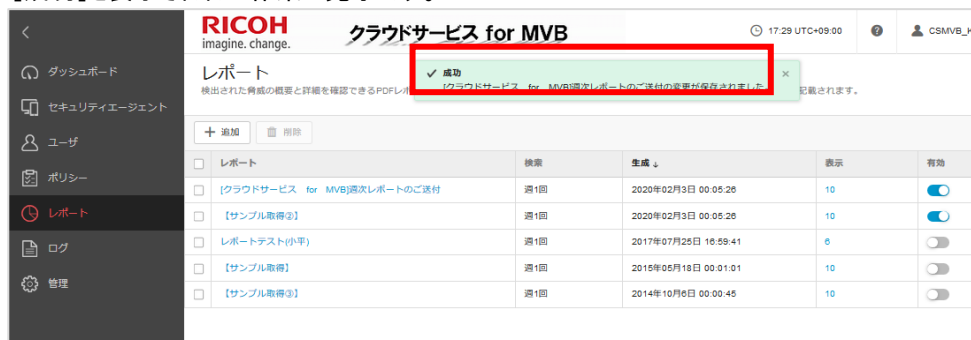 RICOH
imagine. change.
クラウドサービス for MVB
17:29 UTC+09:00
CSMVB_K
ダッシュボード
セキュリティエージェント
ユーザ
ポリシー
レポート
ログ
管理
レポート
検出された脅威の概要と詳細を確認できるPDFレポ
記載されます。
成功
[クラウドサービス for MVB]週次レポートのご送付の変更が保存されました
追加 削除
レポート 検索 生成↓ 表示 有効
[クラウドサービス for MVB]週次レポートのご送付 週1回 2020年02月3日 00:05:26 10
【サンプル取得②】 週1回 2020年02月3日 00:05:26 10
レポートテスト(小平) 週1回 2017年07月25日 16:59:41 6
【サンプル取得】 週1回 2015年05月18日 00:01:01 10
【サンプル取得③】 週1回 2014年10月6日 00:00:45 10